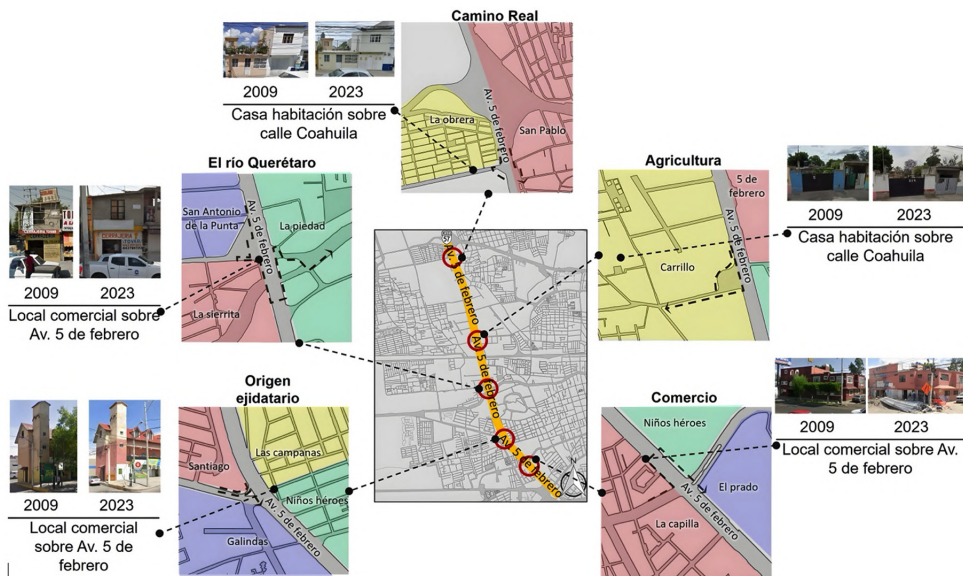 Camino Real
2009
2023
Casa habitación sobre
calle Coahuila
La obrera
Av. 5 de febrero
San Pablo
El río Querétaro
San Antonio
de la Punta
Av. 5 de febrero
La piedad
La sierrita
2009
2023
Local comercial sobre
Av. 5 de febrero
Agricultura
5 de
febrero
Av. 5 de febrero
Carrillo
2009
2023
Casa habitación sobre
calle Coahuila
Av. 5 de febrero
Av. 5 de febrero
Av. 5 de febrero
Av. 5 de febrero
Origen
ejidatario
Las campanas
Santiago
Niños héroes
Av. 5 de febrero
Galindas
2009
2023
Local comercial
sobre Av. 5 de
febrero
Comercio
Niños héroes
El prado
Av. 5 de febrero
La capilla
2009
2023
Local comercial sobre Av.
5 de febrero